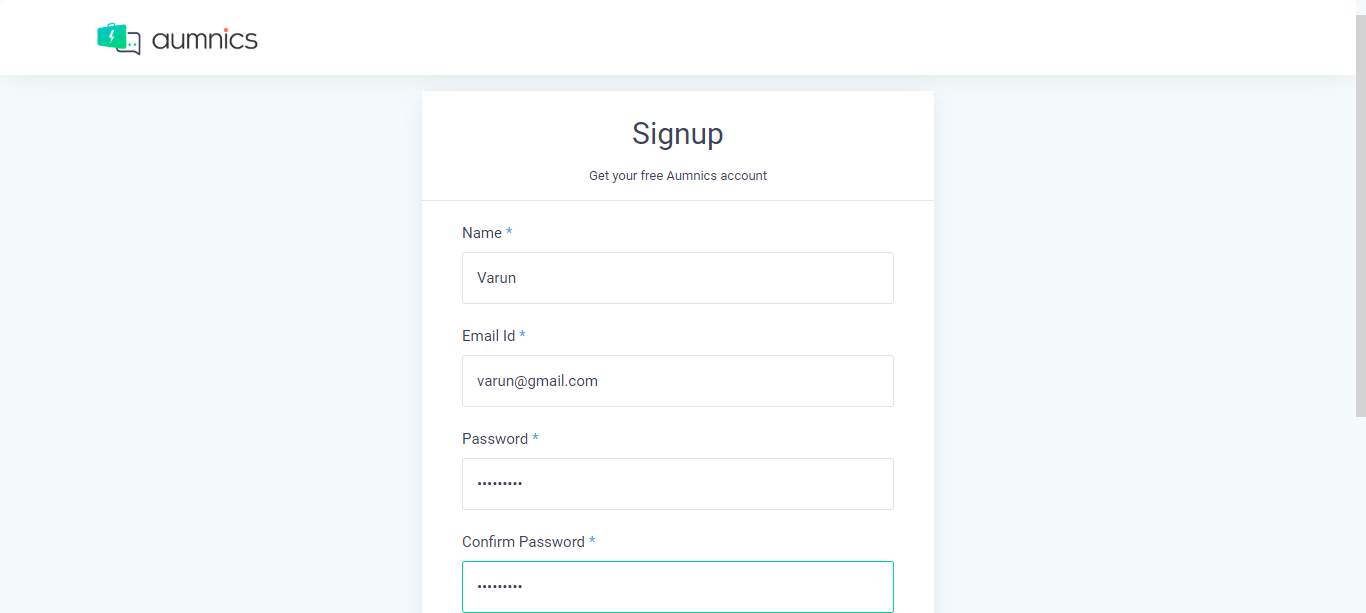 aumnics
Signup
Get your free Aumnics account
Name *
Varun
Email Id *
varun@gmail.com
Password *
•••••••••
Confirm Password *
•••••••••